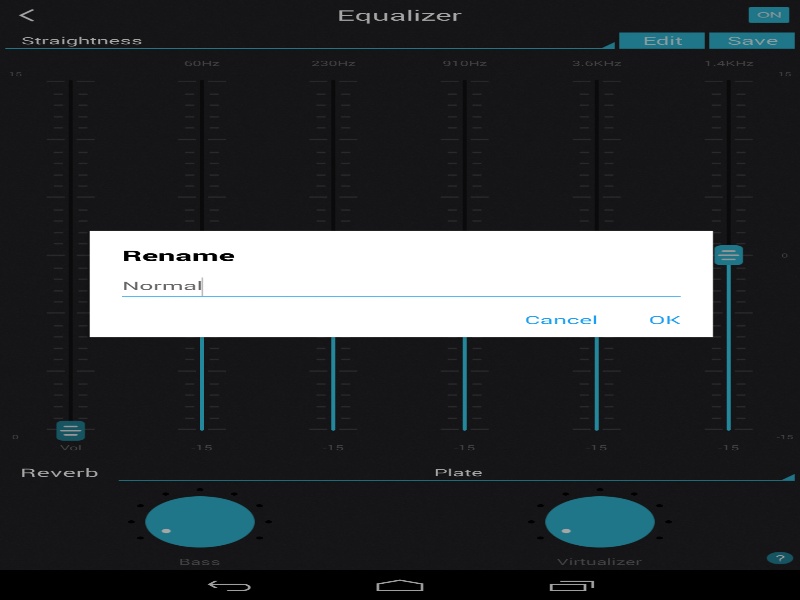 Equalizer
ON
Straightness
Edit
Save
60Hz 230Hz 910Hz 3.6KHz 1.4KHz
15 15
Rename
Normal
0
Cancel OK
0 -15
Vol -15 -15 -15 -15 -15
Reverb Plate
Bass Virtualizer
?